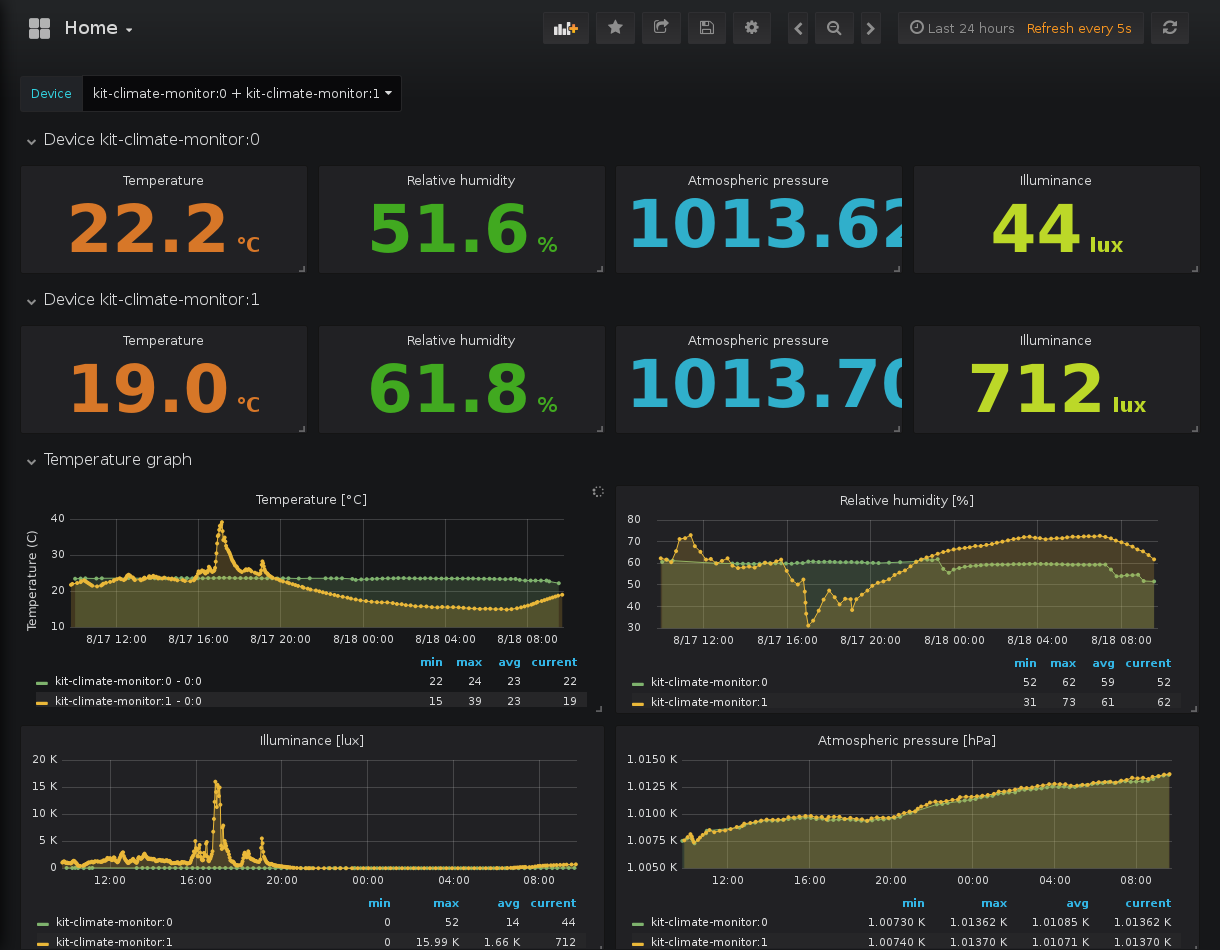 Home
Last 24 hours Refresh every 5s
Device kit-climate-monitor:0 + kit-climate-monitor:1
Device kit-climate-monitor:0
Temperature Relative humidity Atmospheric pressure Illuminance
22.2 °C 51.6 % 1013.62 44 lux
Device kit-climate-monitor:1
Temperature Relative humidity Atmospheric pressure Illuminance
19.0 °C 61.8 % 1013.70 712 lux
Temperature graph
Temperature [°C]
Temperature (C)
40
30
20
10
8/17 12:00 8/17 16:00 8/17 20:00 8/18 00:00 8/18 04:00 8/18 08:00
min max avg current
kit-climate-monitor:0 - 0:0 22 24 23 22
kit-climate-monitor:1 - 0:0 15 39 23 19
Relative humidity [%]
80
70
60
50
40
30
8/17 12:00 8/17 16:00 8/17 20:00 8/18 00:00 8/18 04:00 8/18 08:00
min max avg current
kit-climate-monitor:0 52 62 59 52
kit-climate-monitor:1 31 73 61 62
Illuminance [lux]
20 K
15 K
10 K
5 K
0
12:00 16:00 20:00 00:00 04:00 08:00
min max avg current
kit-climate-monitor:0 0 52 14 44
kit-climate-monitor:1 0 15.99 K 1.66 K 712
Atmospheric pressure [hPa]
1.0150 K
1.0125 K
1.0100 K
1.0075 K
1.0050 K
12:00 16:00 20:00 00:00 04:00 08:00
min max avg current
kit-climate-monitor:0 1.00730 K 1.01362 K 1.01085 K 1.01362 K
kit-climate-monitor:1 1.00740 K 1.01370 K 1.01071 K 1.01370 K